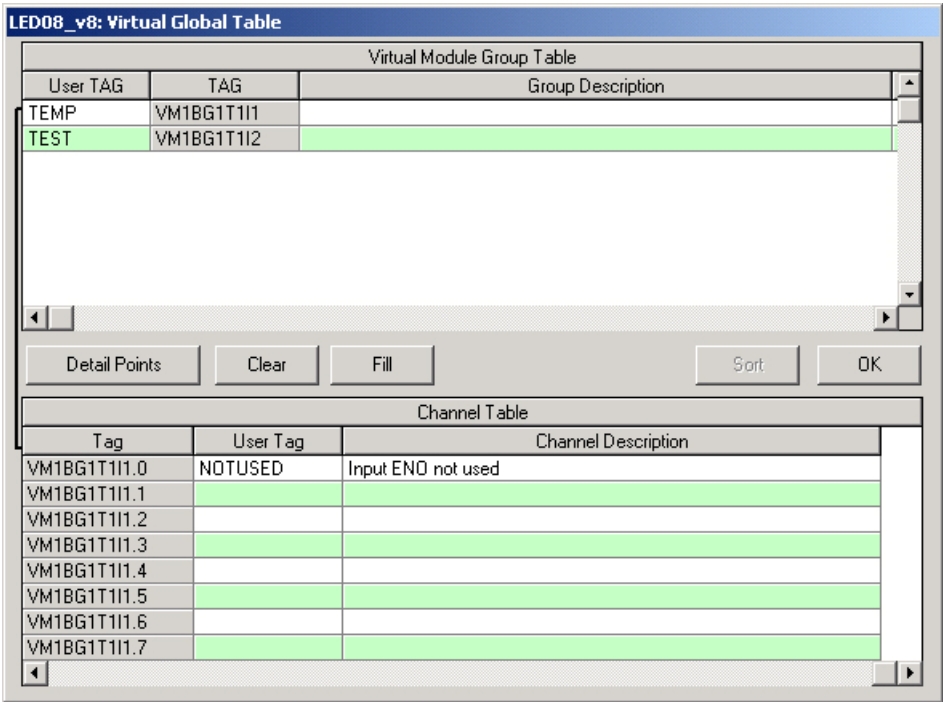 LED08_v8: Virtual Global Table
Virtual Module Group Table
User TAG TAG Group Description
TEMP VM1BG1T1I1
TEST VM1BG1T1I2
Detail Points Clear Fill Sort OK
Channel Table
Tag User Tag Channel Description
VM1BG1T1I1.0 NOTUSED Input ENO not used
VM1BG1T1I1.1
VM1BG1T1I1.2
VM1BG1T1I1.3
VM1BG1T1I1.4
VM1BG1T1I1.5
VM1BG1T1I1.6
VM1BG1T1I1.7